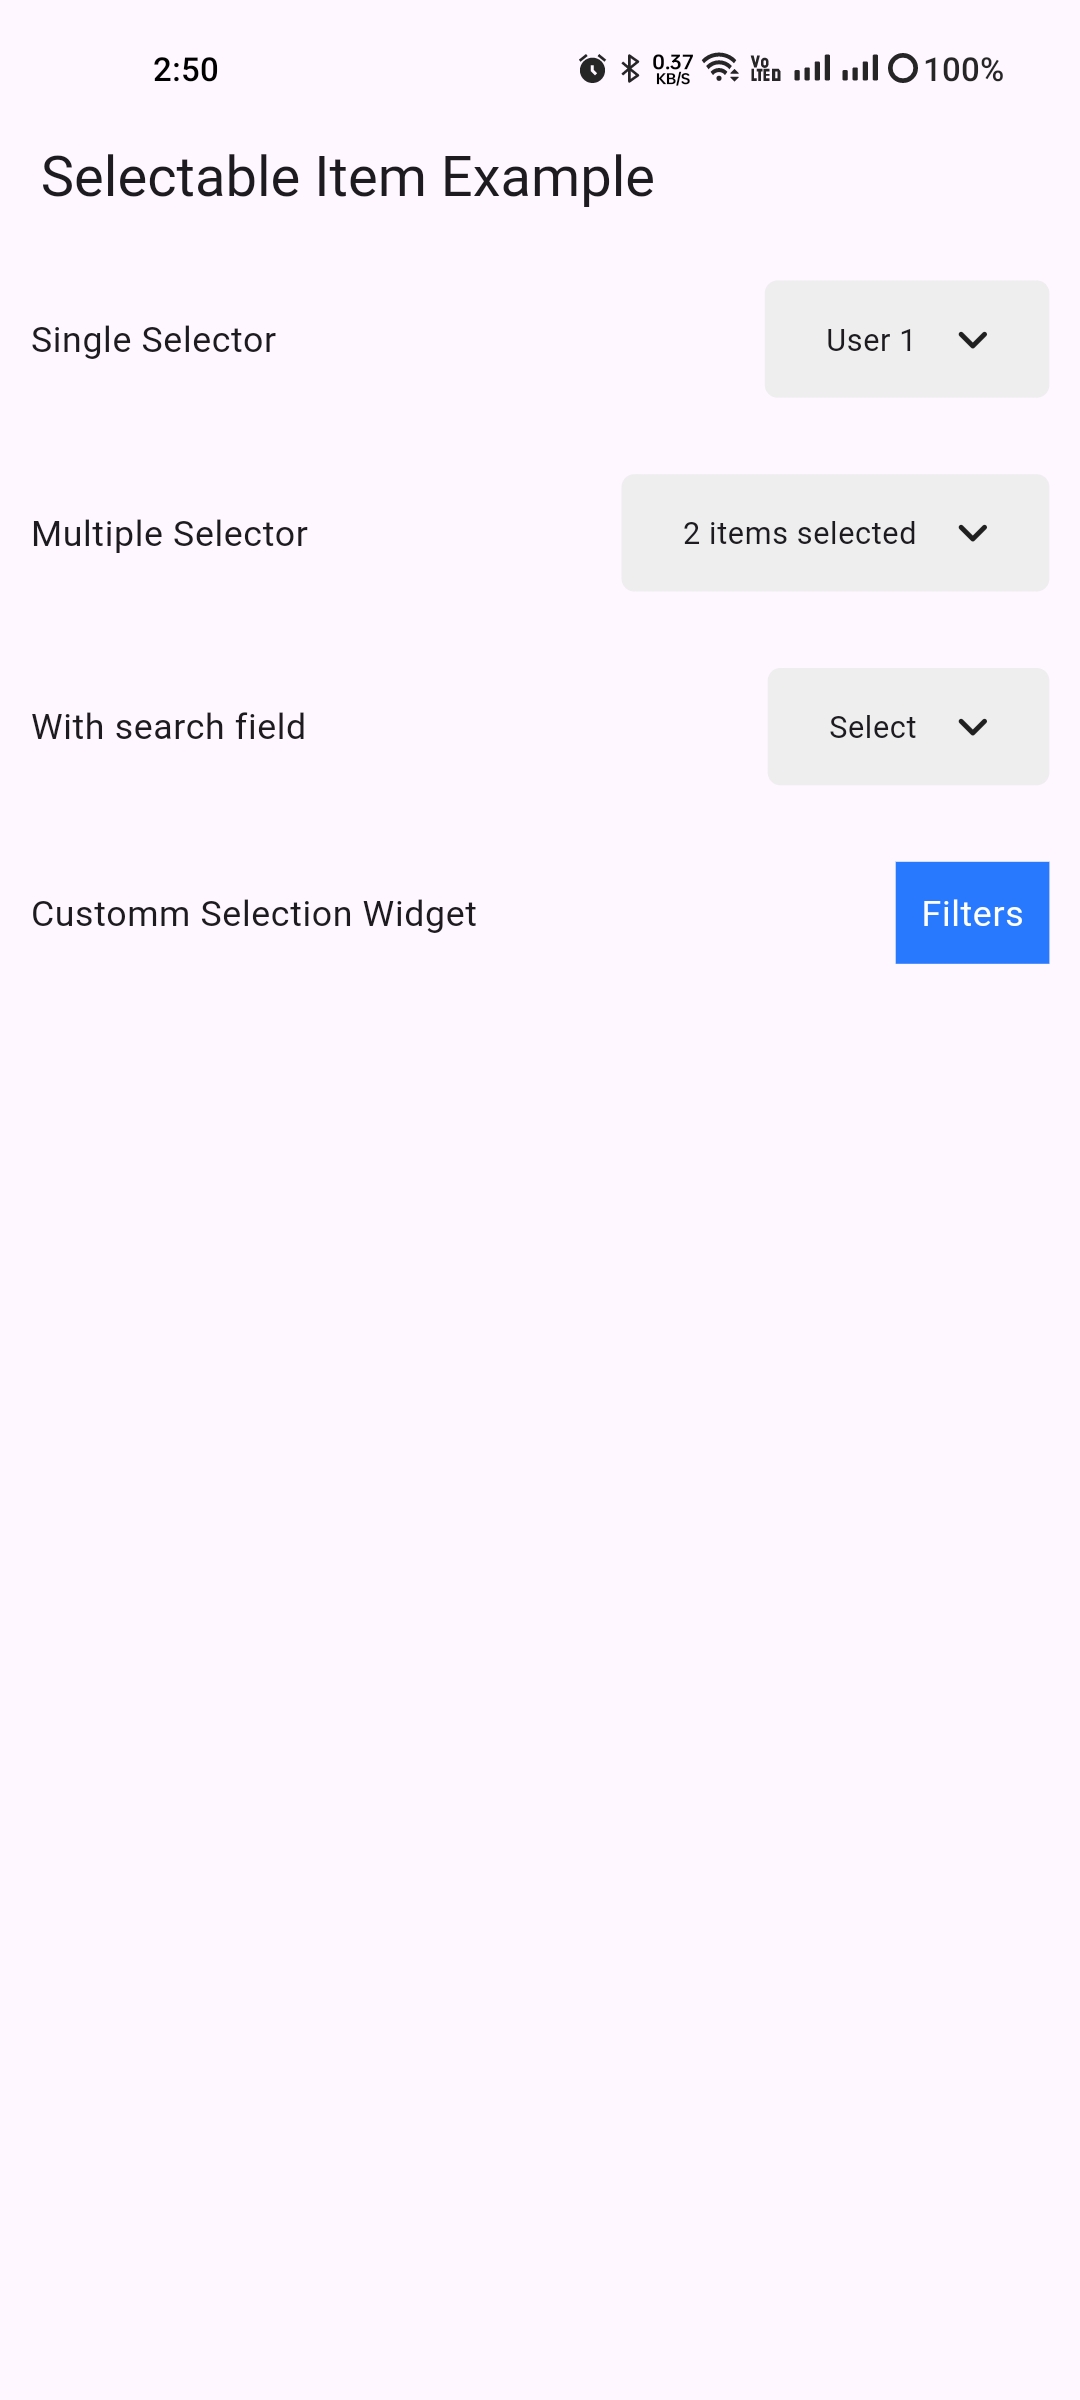 2:50 0.37 KB/S Vo LTE 100%
Selectable Item Example
Single Selector User 1
Multiple Selector 2 items selected
With search field Select
Customm Selection Widget Filters